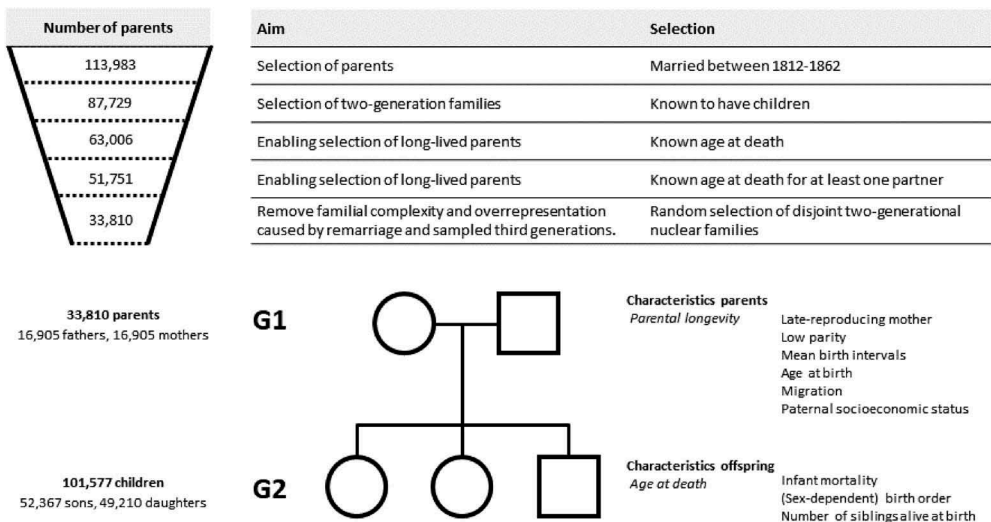 Number of parents
Aim Selection
113,983 Selection of parents Married between 1812-1862
87,729 Selection of two-generation families Known to have children
63,006 Enabling selection of long-lived parents Known age at death
51,751 Enabling selection of long-lived parents Known age at death for at least one partner
33,810 Remove familial complexity and overrepresentation Random selection of disjoint two-generational
caused by remarriage and sampled third generations. nuclear families
33,810 parents
16,905 fathers, 16,905 mothers
G1
Characteristics parents
Parental longevity
Late-reproducing mother
Low parity
Mean birth intervals
Age at birth
Migration
Paternal socioeconomic status
101,577 children
52,367 sons, 49,210 daughters
G2
Characteristics offspring
Age at death
Infant mortality
(Sex-dependent) birth order
Number of siblings alive at birth